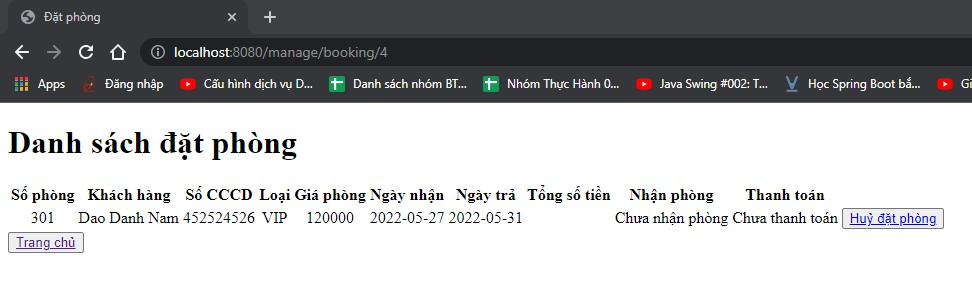 Đặt phòng
localhost:8080/manage/booking/4
Apps Đăng nhập Cấu hình dịch vụ D... Danh sách nhóm BT... Nhóm Thực Hành 0... Java Swing #002: T... Học Spring Boot bắ... Gi
Danh sách đặt phòng
Số phòng Khách hàng Số CCCD Loại Giá phòng Ngày nhận Ngày trả Tổng số tiền Nhận phòng Thanh toán
301 Dao Danh Nam 452524526 VIP 120000 2022-05-27 2022-05-31 Chưa nhận phòng Chưa thanh toán Huỷ đặt phòng
Trang chủ